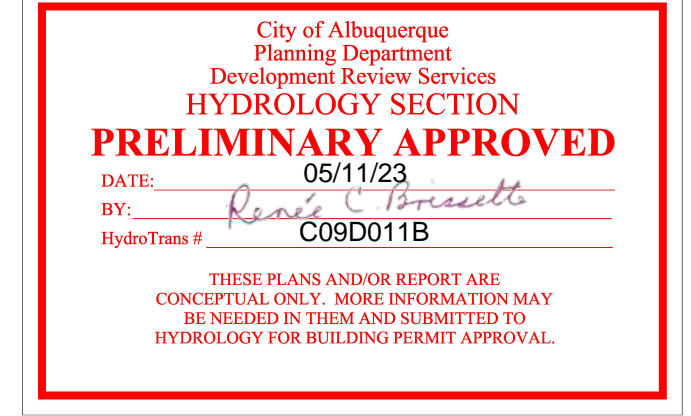 City of Albuquerque
Planning Department
Development Review Services
HYDROLOGY SECTION
PRELIMINARY APPROVED
DATE: 05/11/23
BY: Renée C. Brissette
HydroTrans # C09D011B
THESE PLANS AND/OR REPORT ARE
CONCEPTUAL ONLY. MORE INFORMATION MAY
BE NEEDED IN THEM AND SUBMITTED TO
HYDROLOGY FOR BUILDING PERMIT APPROVAL.